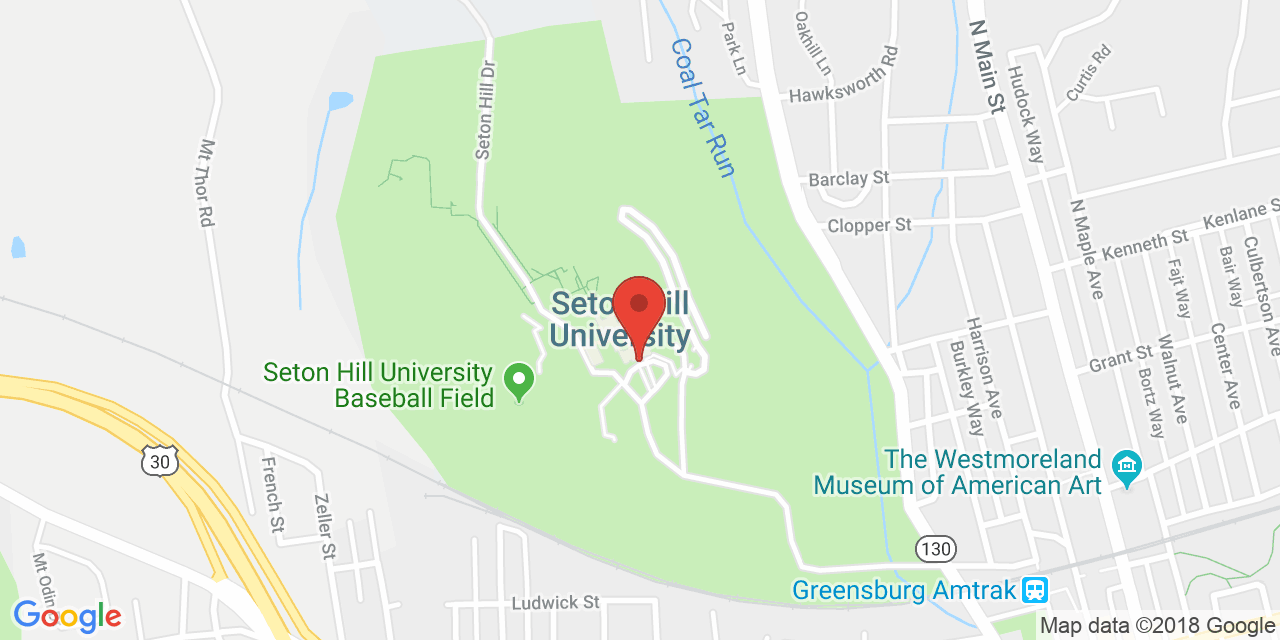 Park Ln
Oakhill Ln
Hawksworth Rd
N Main St
Curtis Rd
Hudock Way
Coal Tar Run
Seton Hill Dr
Mt Thor Rd
Barclay St
Clopper St
N Maple Ave
Kenneth St
Kenlane S
Fajt Way
Bair Way
Culbertson Ave
Seton Hill
University
Seton Hill University
Baseball Field
Harrison Ave
Burkley Way
Grant St
Bortz Way
Walnut Ave
Center Ave
30
The Westmoreland
Museum of American Art
French St
Zeller St
130
Mt Odin
Greensburg Amtrak
Ludwick St
Google
Map data ©2018 Google